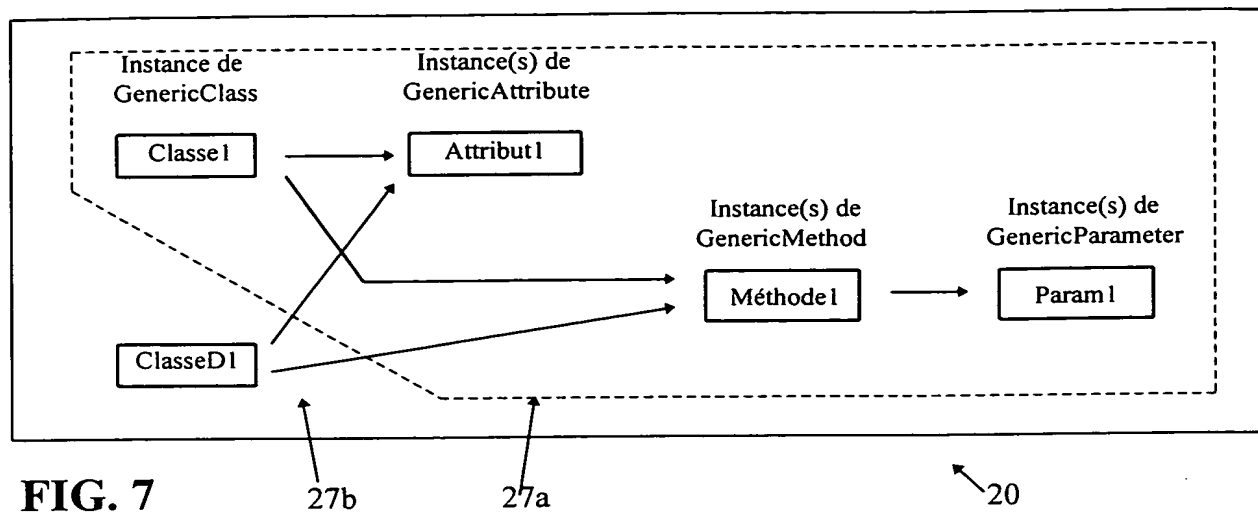 Instance de
GenericClass
Instance(s) de
GenericAttribute
Classe1
Attribut1
Instance(s) de
GenericMethod
Instance(s) de
GenericParameter
Méthode1
Param1
ClasseD1
FIG. 7
27b
27a
20